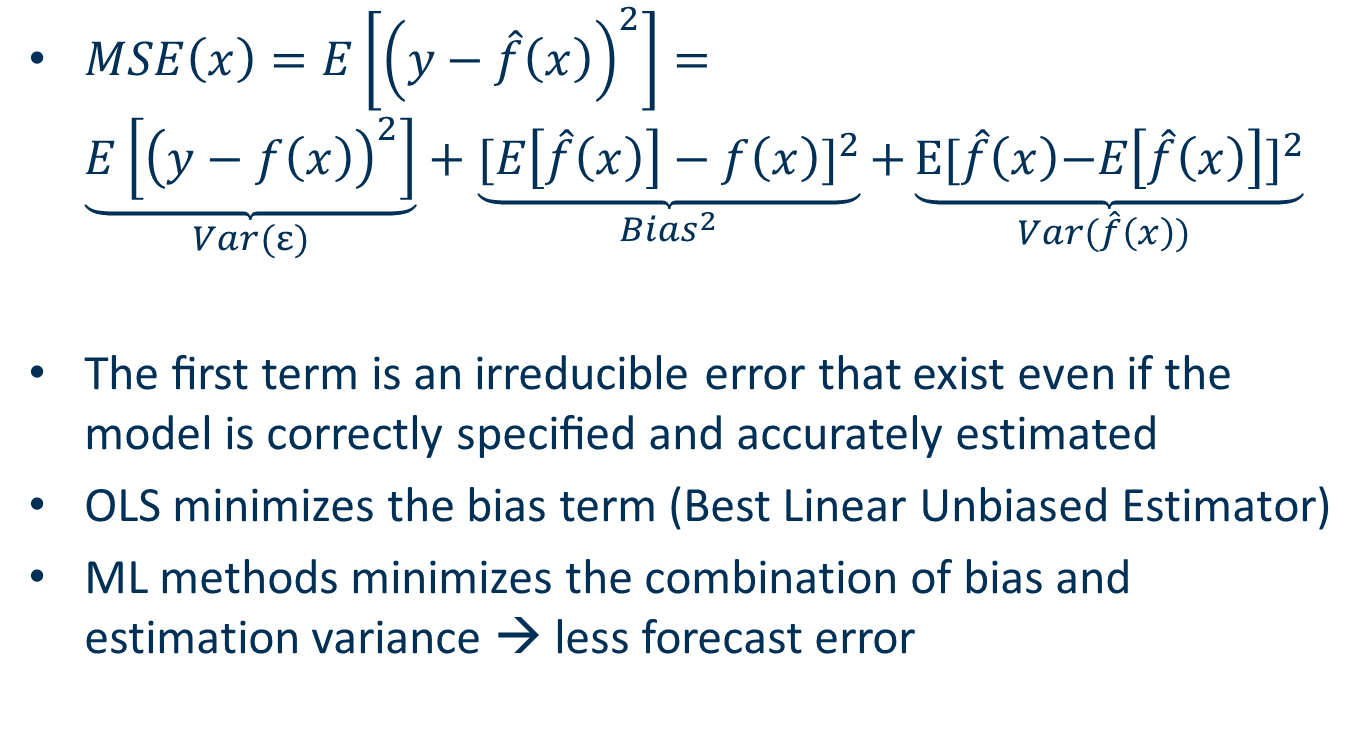 • MSE(x) = E[(y − f̂(x))²] =
E[(y − f(x))²] + [E[f̂(x)] − f(x)]² + E[f̂(x)−E[f̂(x)]]²
Var(ε) Bias² Var(f̂(x))
• The first term is an irreducible error that exist even if the
model is correctly specified and accurately estimated
• OLS minimizes the bias term (Best Linear Unbiased Estimator)
• ML methods minimizes the combination of bias and
estimation variance → less forecast error